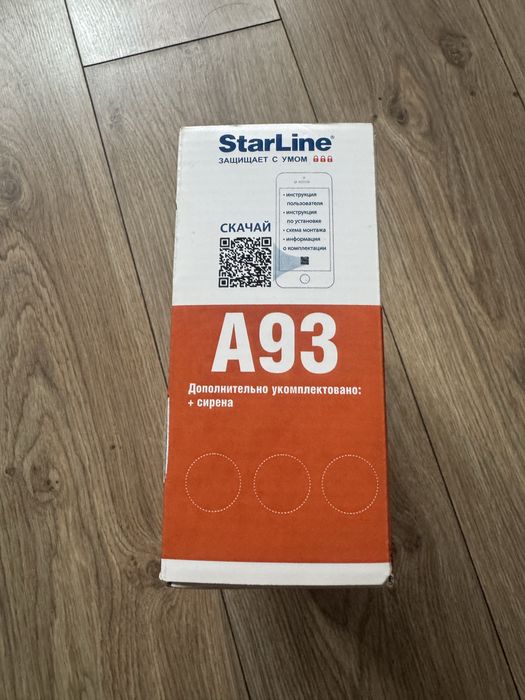 StarLine®
ЗАЩИЩАЕТ С УМОМ
СКАЧАЙ
• инструкция
пользователя
• инструкция
по установке
• схема монтажа
• информация
о комплектации
A93
Дополнительно укомплектовано:
+ сирена